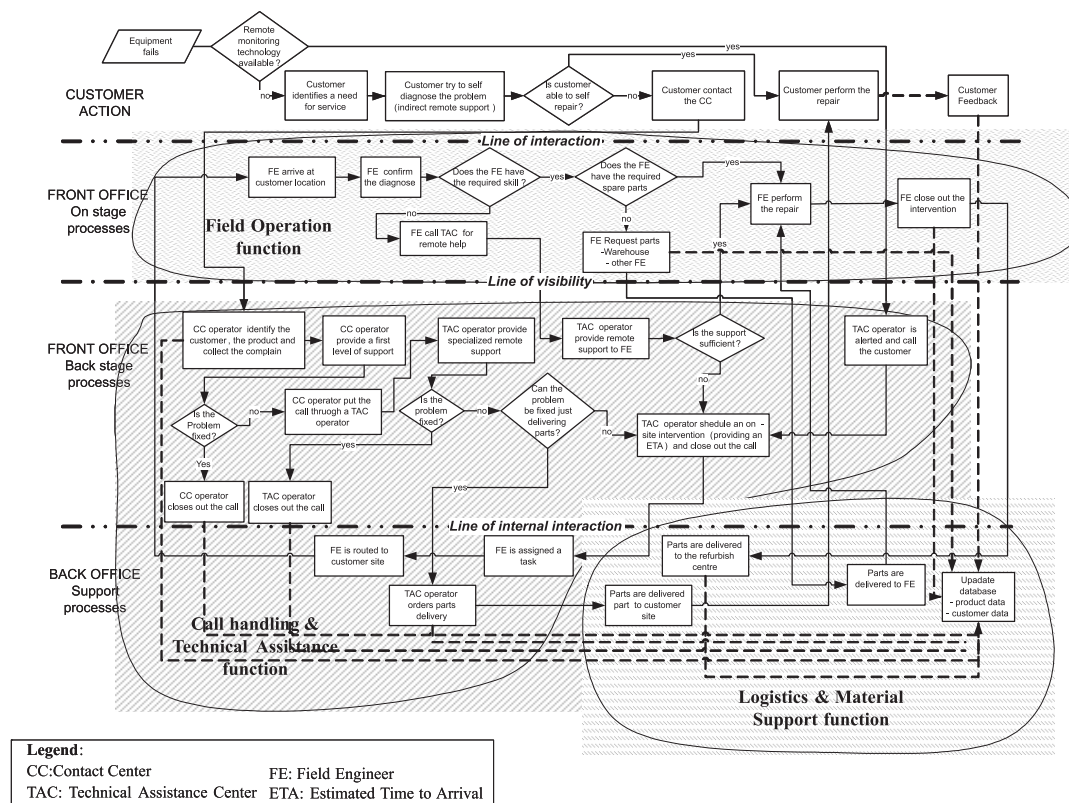 Equipment
fails
Remote
monitoring
technology
available ?
yes
no
CUSTOMER
ACTION
Customer
identifies a need
for service
Customer try to self
diagnose the problem
(indirect remote support )
Is customer
able to self
repair ?
yes
no
Customer contact
the CC
Customer perform the
repair
Customer
Feedback
Line of interaction
FRONT OFFICE
On stage
processes
FE arrive at
customer location
FE confirm
the diagnose
Does the FE have the
required skill ?
yes
no
Does the FE
have the required
spare parts
yes
no
FE perform
the repair
FE close out the
intervention
Field Operation
function
FE call TAC for
remote help
FE Request parts
-Warehouse
- other FE
yes
Line of visibility
FRONT OFFICE
Back stage
processes
CC operator identify the
customer, the product and
collect the complain
CC operator
provide a first
level of support
TAC operator provide
specialized remote
support
TAC operator
provide remote
support to FE
Is the support
sufficient ?
no
TAC operator is
alerted and call
the customer
Is the
Problem
fixed?
no
Yes
CC operator put the
call through a TAC
operator
Is the
problem
fixed?
no
yes
Can the
problem
be fixed just
delivering
parts?
no
yes
TAC operator shedule an on -
site intervention (providing an
ETA ) and close out the call
CC operator
closes out the call
TAC operator
closes out the call
Line of internal interaction
BACK OFFICE
Support
processes
FE is routed to
customer site
FE is assigned a
task
Parts are delivered
to the refurbish
centre
Parts are
delivered to FE
Upadate
database
- product data
- customer data
TAC operator
orders parts
delivery
Parts are delivered
part to customer
site
Call handling &
Technical Assistance
function
Logistics & Material
Support function
Legend:
CC:Contact Center
FE: Field Engineer
TAC: Technical Assistance Center
ETA: Estimated Time to Arrival